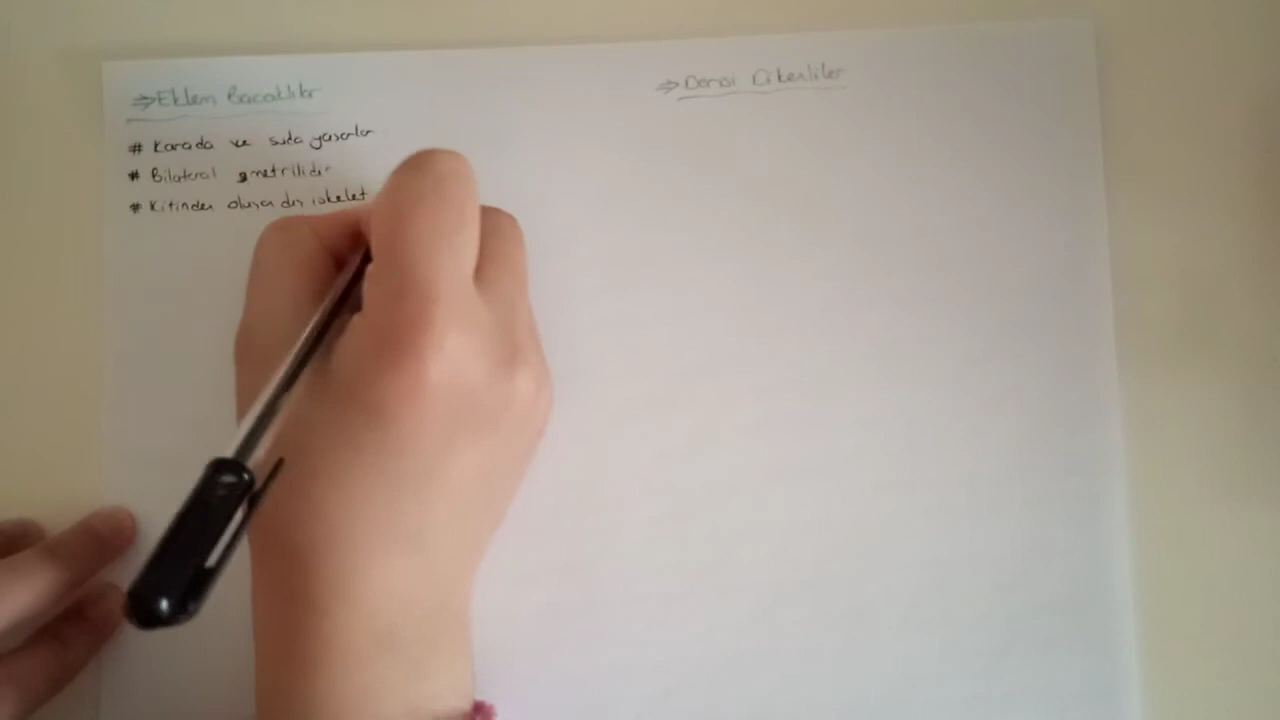 ⇒Eklem Bacaklılar
⇒Derisi Dikenliler
# Karada ve suda yaşarlar
# Bilateral simetrilidir
# Kitinden oluşan dış iskelet